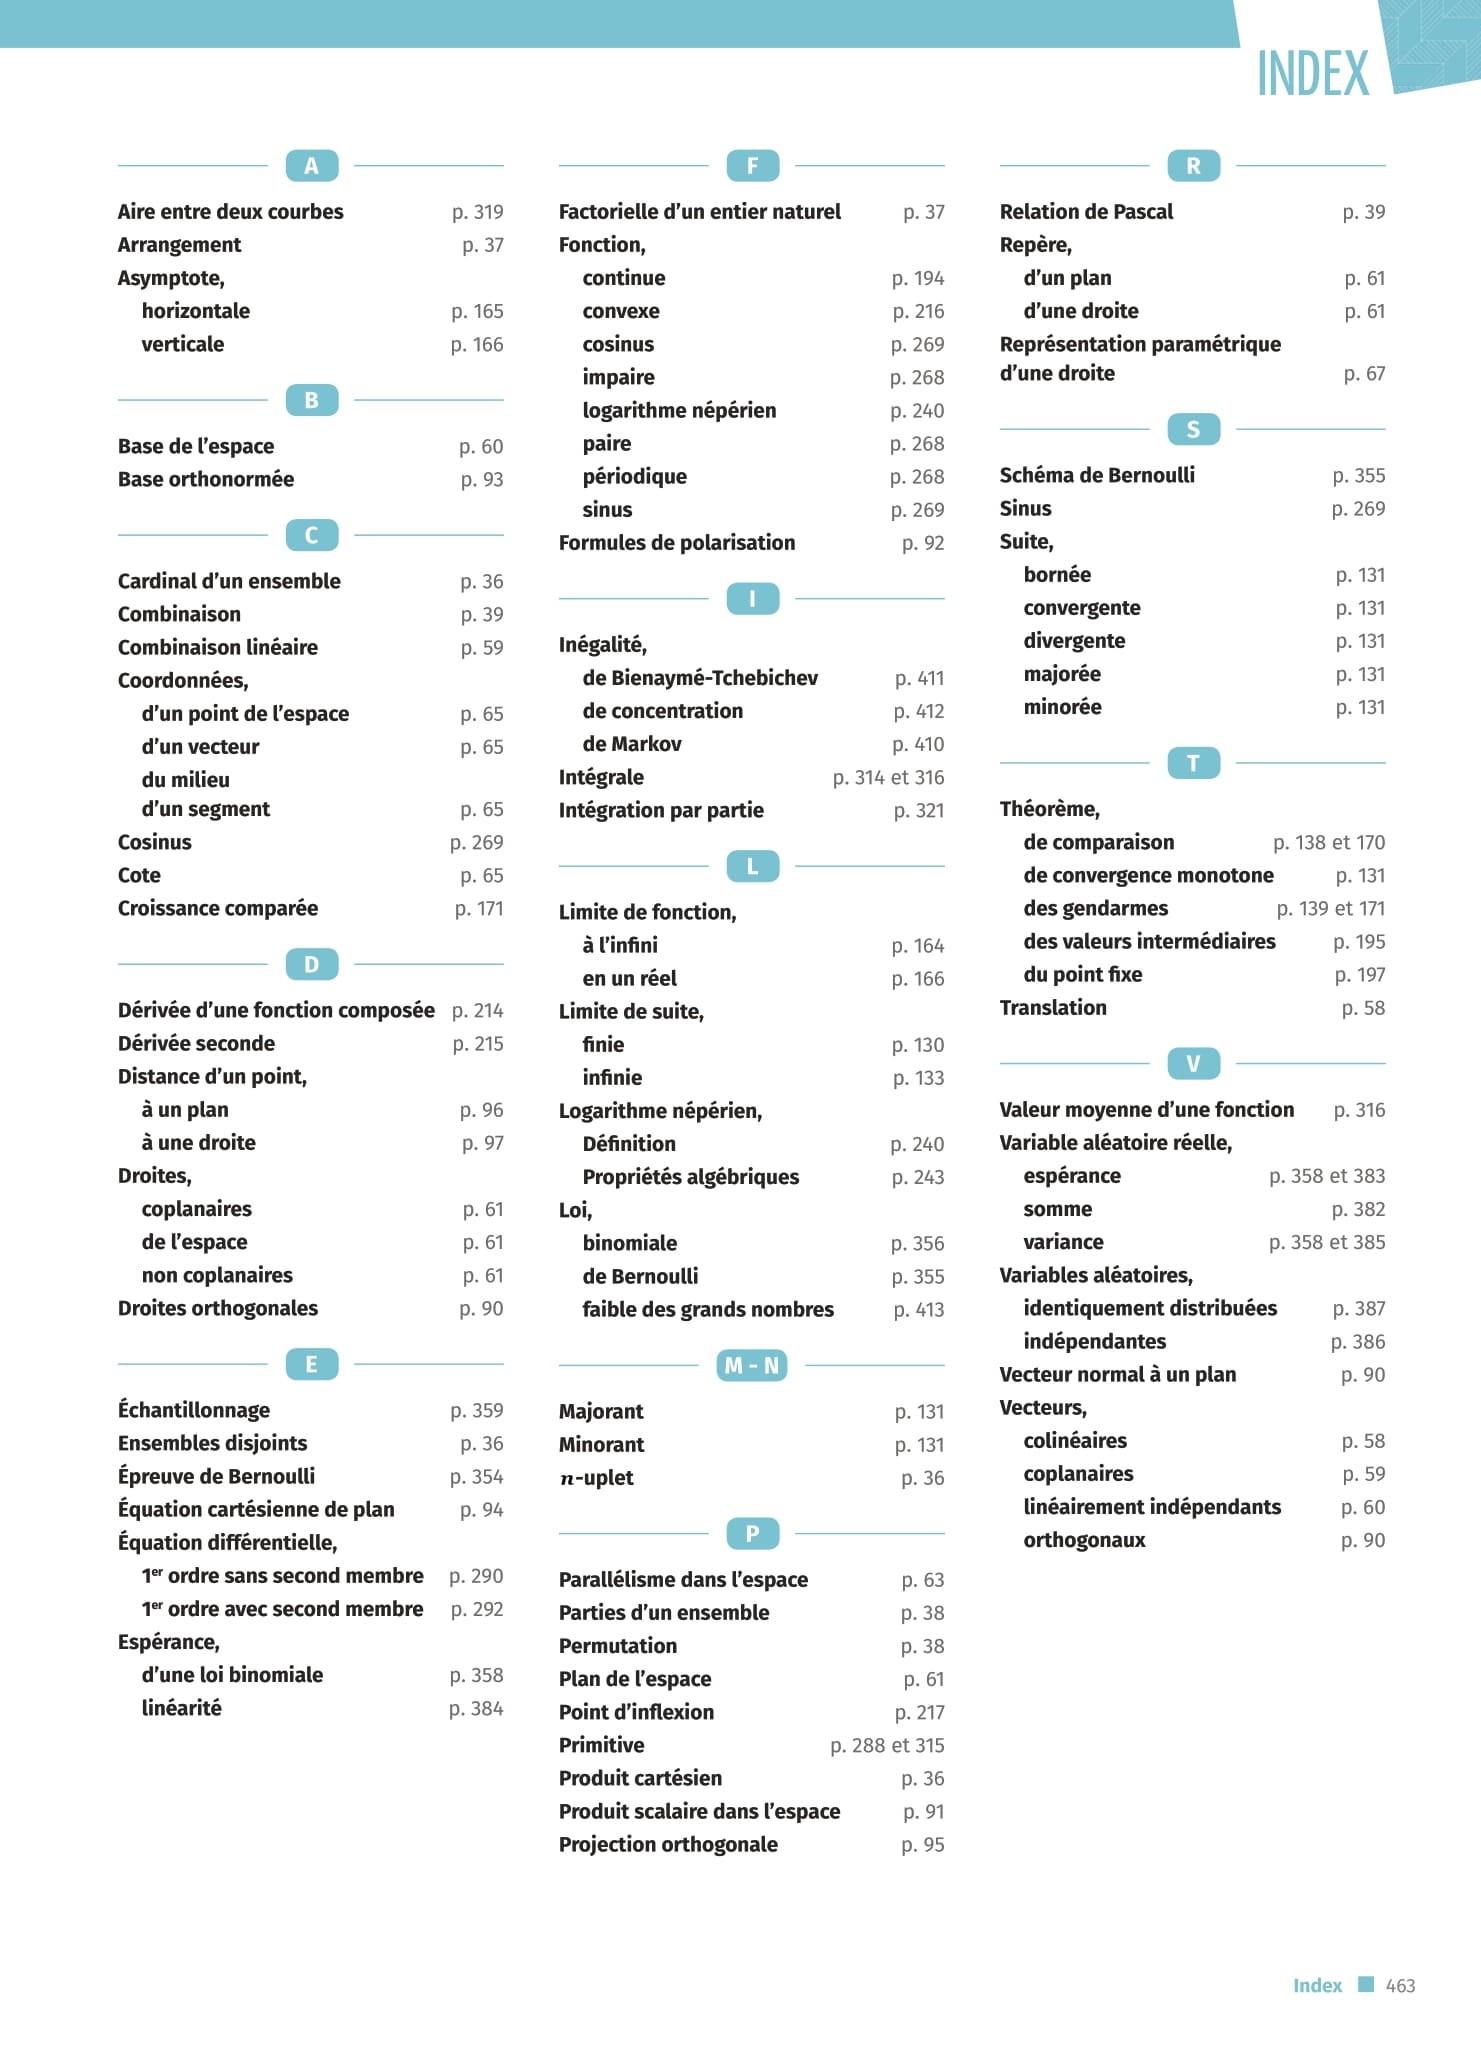 INDEX
A
Aire entre deux courbes p. 319
Arrangement p. 37
Asymptote,
horizontale p. 165
verticale p. 166
B
Base de l’espace p. 60
Base orthonormée p. 93
C
Cardinal d’un ensemble p. 36
Combinaison p. 39
Combinaison linéaire p. 59
Coordonnées,
d’un point de l’espace p. 65
d’un vecteur p. 65
du milieu
d’un segment p. 65
Cosinus p. 269
Cote p. 65
Croissance comparée p. 171
D
Dérivée d’une fonction composée p. 214
Dérivée seconde p. 215
Distance d’un point,
à un plan p. 96
à une droite p. 97
Droites,
coplanaires p. 61
de l’espace p. 61
non coplanaires p. 61
Droites orthogonales p. 90
E
Échantillonnage p. 359
Ensembles disjoints p. 36
Épreuve de Bernoulli p. 354
Équation cartésienne de plan p. 94
Équation différentielle,
1er ordre sans second membre p. 290
1er ordre avec second membre p. 292
Espérance,
d’une loi binomiale p. 358
linéarité p. 384
F
Factorielle d’un entier naturel p. 37
Fonction,
continue p. 194
convexe p. 216
cosinus p. 269
impaire p. 268
logarithme népérien p. 240
paire p. 268
périodique p. 268
sinus p. 269
Formules de polarisation p. 92
I
Inégalité,
de Bienaymé-Tchebichev p. 411
de concentration p. 412
de Markov p. 410
Intégrale p. 314 et 316
Intégration par partie p. 321
L
Limite de fonction,
à l’infini p. 164
en un réel p. 166
Limite de suite,
finie p. 130
infinie p. 133
Logarithme népérien,
Définition p. 240
Propriétés algébriques p. 243
Loi,
binomiale p. 356
de Bernoulli p. 355
faible des grands nombres p. 413
M - N
Majorant p. 131
Minorant p. 131
n-uplet p. 36
P
Parallélisme dans l’espace p. 63
Parties d’un ensemble p. 38
Permutation p. 38
Plan de l’espace p. 61
Point d’inflexion p. 217
Primitive p. 288 et 315
Produit cartésien p. 36
Produit scalaire dans l’espace p. 91
Projection orthogonale p. 95
R
Relation de Pascal p. 39
Repère,
d’un plan p. 61
d’une droite p. 61
Représentation paramétrique
d’une droite p. 67
S
Schéma de Bernoulli p. 355
Sinus p. 269
Suite,
bornée p. 131
convergente p. 131
divergente p. 131
majorée p. 131
minorée p. 131
T
Théorème,
de comparaison p. 138 et 170
de convergence monotone p. 131
des gendarmes p. 139 et 171
des valeurs intermédiaires p. 195
du point fixe p. 197
Translation p. 58
V
Valeur moyenne d’une fonction p. 316
Variable aléatoire réelle,
espérance p. 358 et 383
somme p. 382
variance p. 358 et 385
Variables aléatoires,
identiquement distribuées p. 387
indépendantes p. 386
Vecteur normal à un plan p. 90
Vecteurs,
colinéaires p. 58
coplanaires p. 59
linéairement indépendants p. 60
orthogonaux p. 90
Index 463